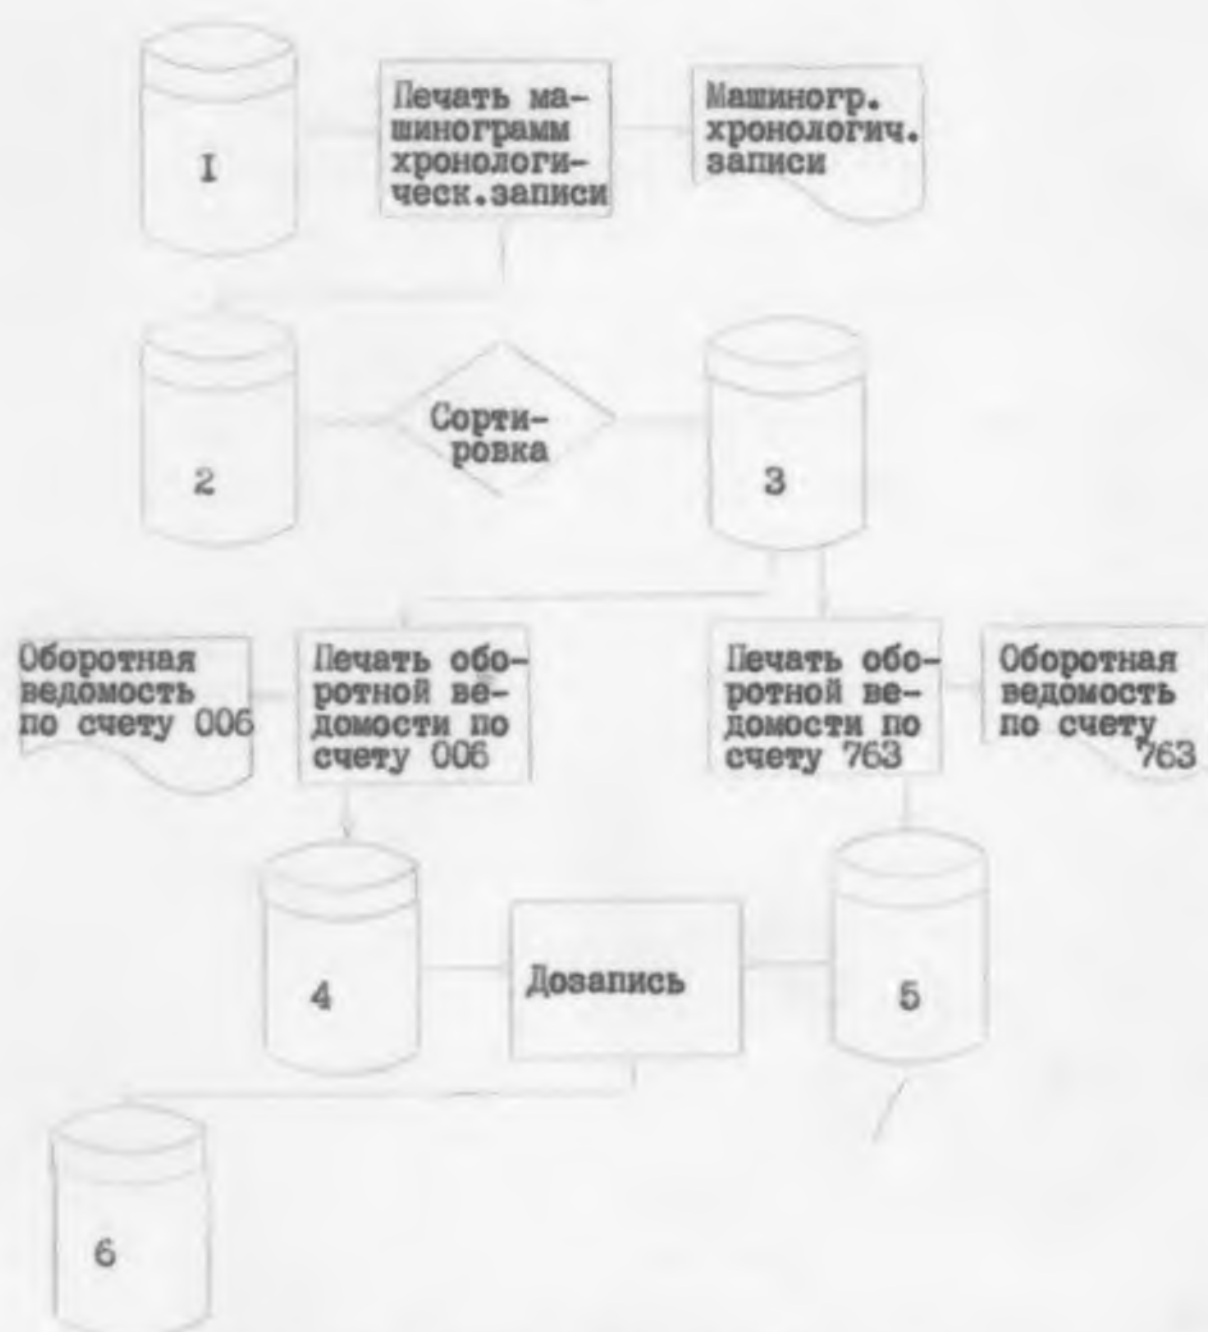 I
Печать ма-
шинограмм
хронологи-
ческ.записи
Машиногр.
хронологич.
записи
2
Сорти-
ровка
3
Оборотная
ведомость
по счету 006
Печать обо-
ротной ве-
домости по
счету 006
Печать обо-
ротной ве-
домости по
счету 763
Оборотная
ведомость
по счету
763
4
Дозапись
5
6